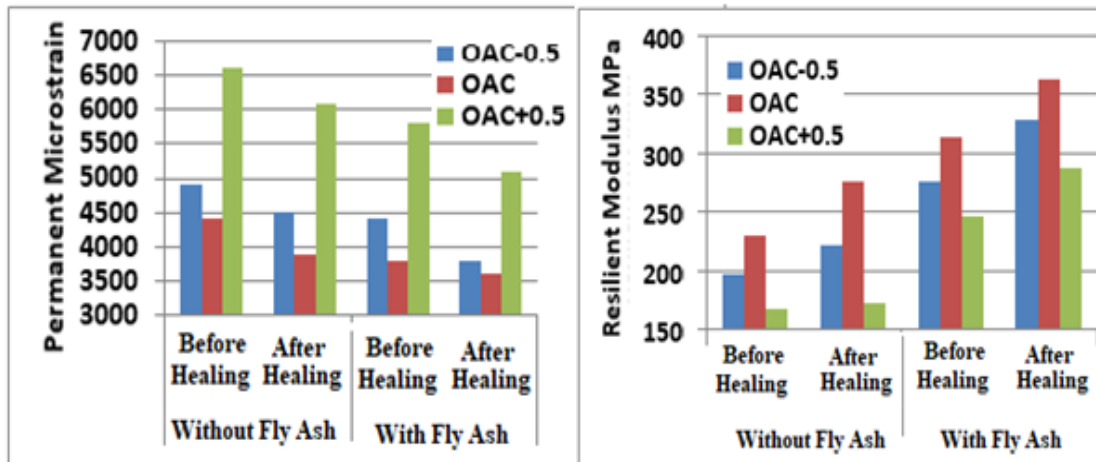 Permanent Microstrain
7000
6500
6000
5500
5000
4500
4000
3500
3000
OAC-0.5
OAC
OAC+0.5
Before Healing
After Healing
Before Healing
After Healing
Without Fly Ash
With Fly Ash
Resilient Modulus MPa
400
350
300
250
200
150
OAC-0.5
OAC
OAC+0.5
Before Healing
After Healing
Before Healing
After Healing
Without Fly Ash
With Fly Ash